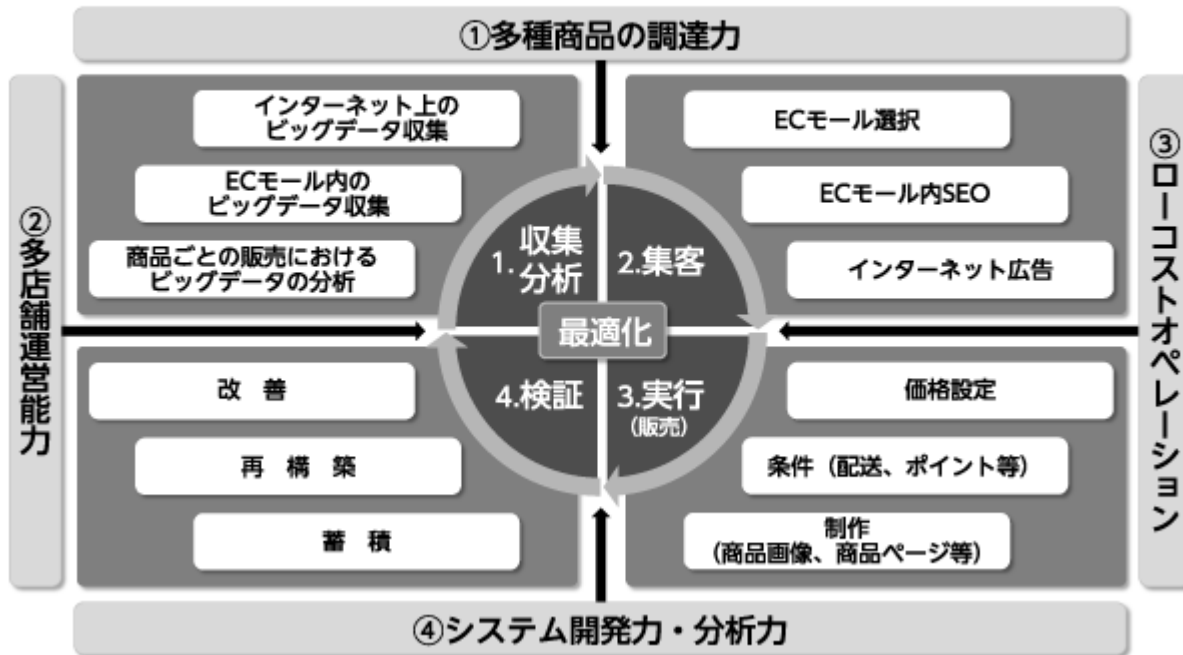 ①多種商品の調達力
インターネット上の
ビッグデータ収集
ECモール内の
ビッグデータ収集
商品ごとの販売における
ビッグデータの分析
ECモール選択
ECモール内SEO
インターネット広告
②多店舗運営能力
③ローコストオペレーション
1.収集
分析
2.集客
最適化
4.検証
3.実行
(販売)
改　善
再　構　築
蓄　積
価格設定
条件（配送、ポイント等）
制作
（商品画像、商品ページ等）
④システム開発力・分析力